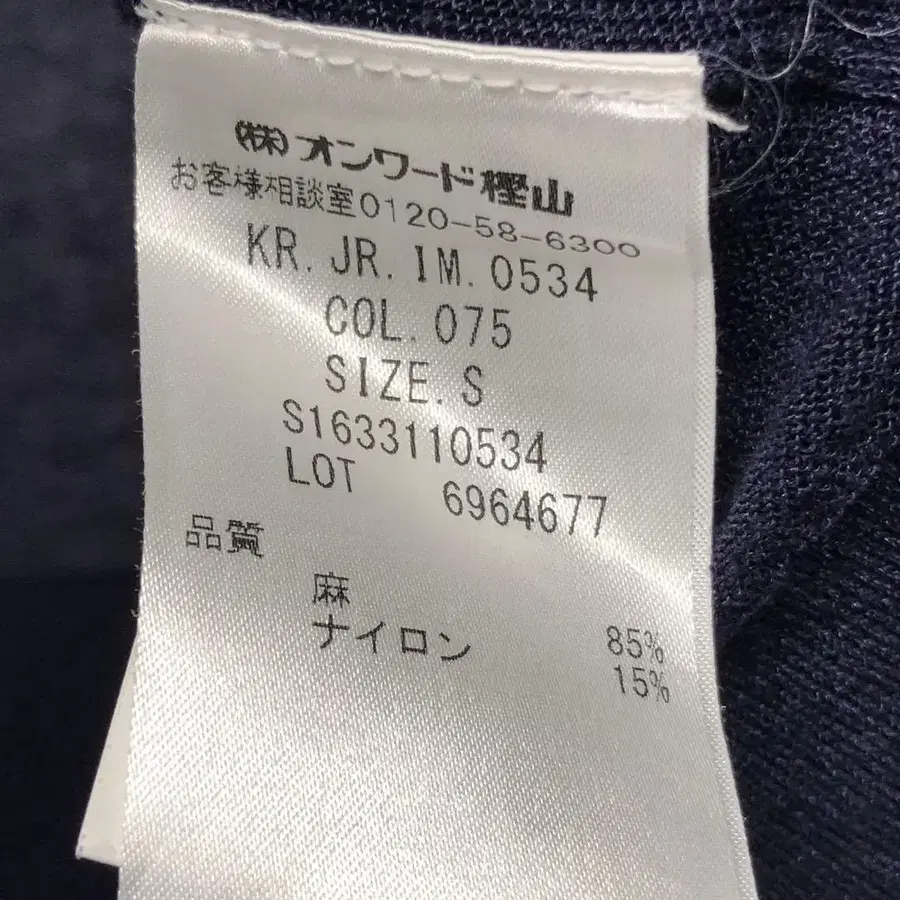 (株)オンワード樫山
お客様相談室0120-58-6300
KR.JR.IM.0534
COL.075
SIZE.S
S1633110534
LOT 6964677
品質
麻 85%
ナイロン 15%